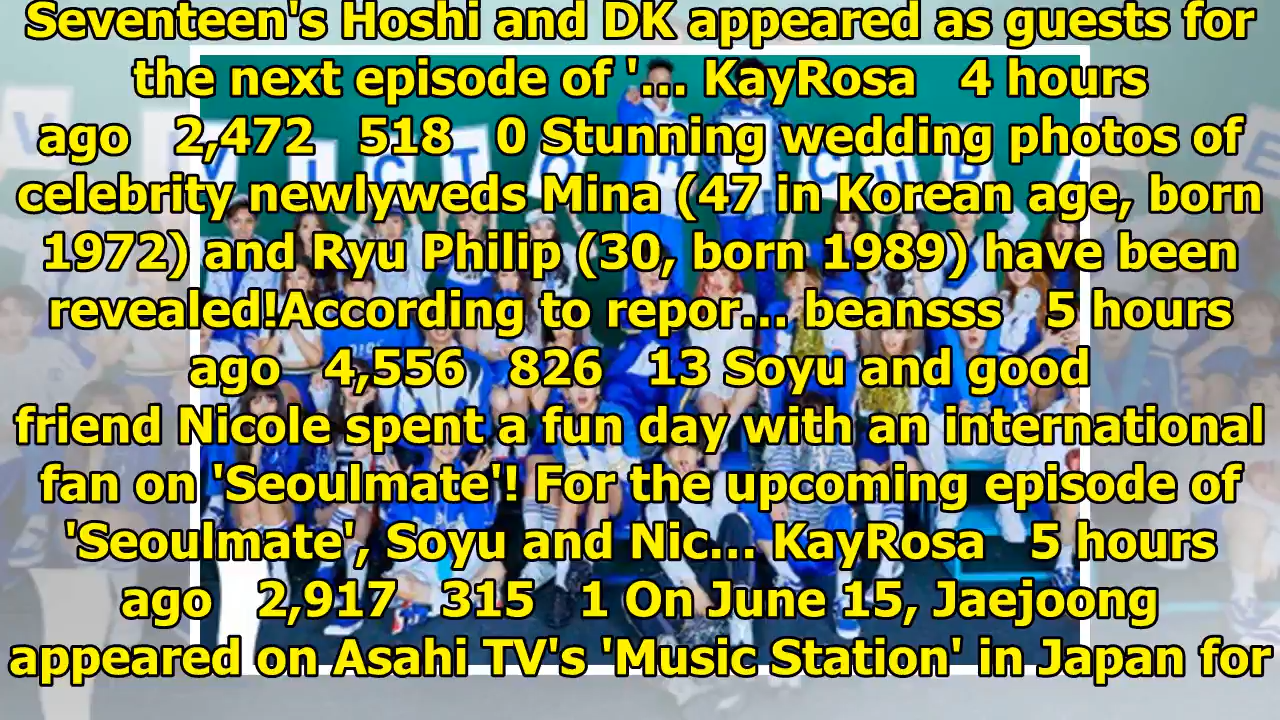 Seventeen's Hoshi and DK appeared as guests for
the next episode of '... KayRosa 4 hours
ago 2,472 518 0 Stunning wedding photos of
celebrity newlyweds Mina (47 in Korean age, born
1972) and Ryu Philip (30, born 1989) have been
revealed!According to repor... beansss 5 hours
ago 4,556 826 13 Soyu and good
friend Nicole spent a fun day with an international
fan on 'Seoulmate'! For the upcoming episode of
'Seoulmate', Soyu and Nic... KayRosa 5 hours
ago 2,917 315 1 On June 15, Jaejoong
appeared on Asahi TV's 'Music Station' in Japan for